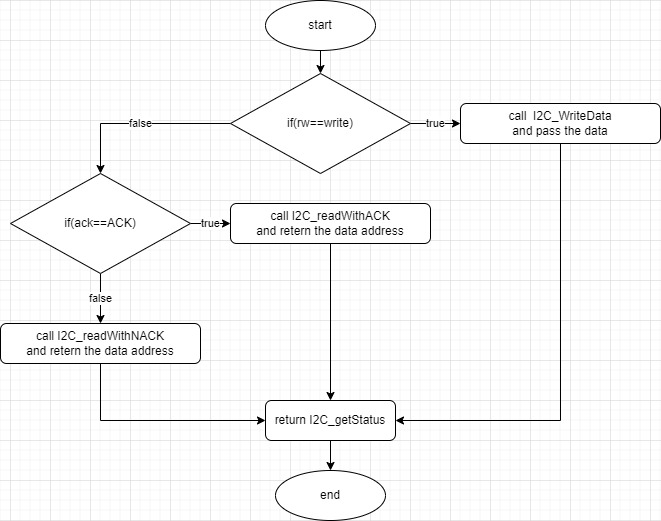 start
if(rw==write)
false
true
call  I2C_WriteData
and pass the data
if(ack==ACK)
true
call I2C_readWithACK
and retern the data address
false
call I2C_readWithNACK
and retern the data address
return I2C_getStatus
end